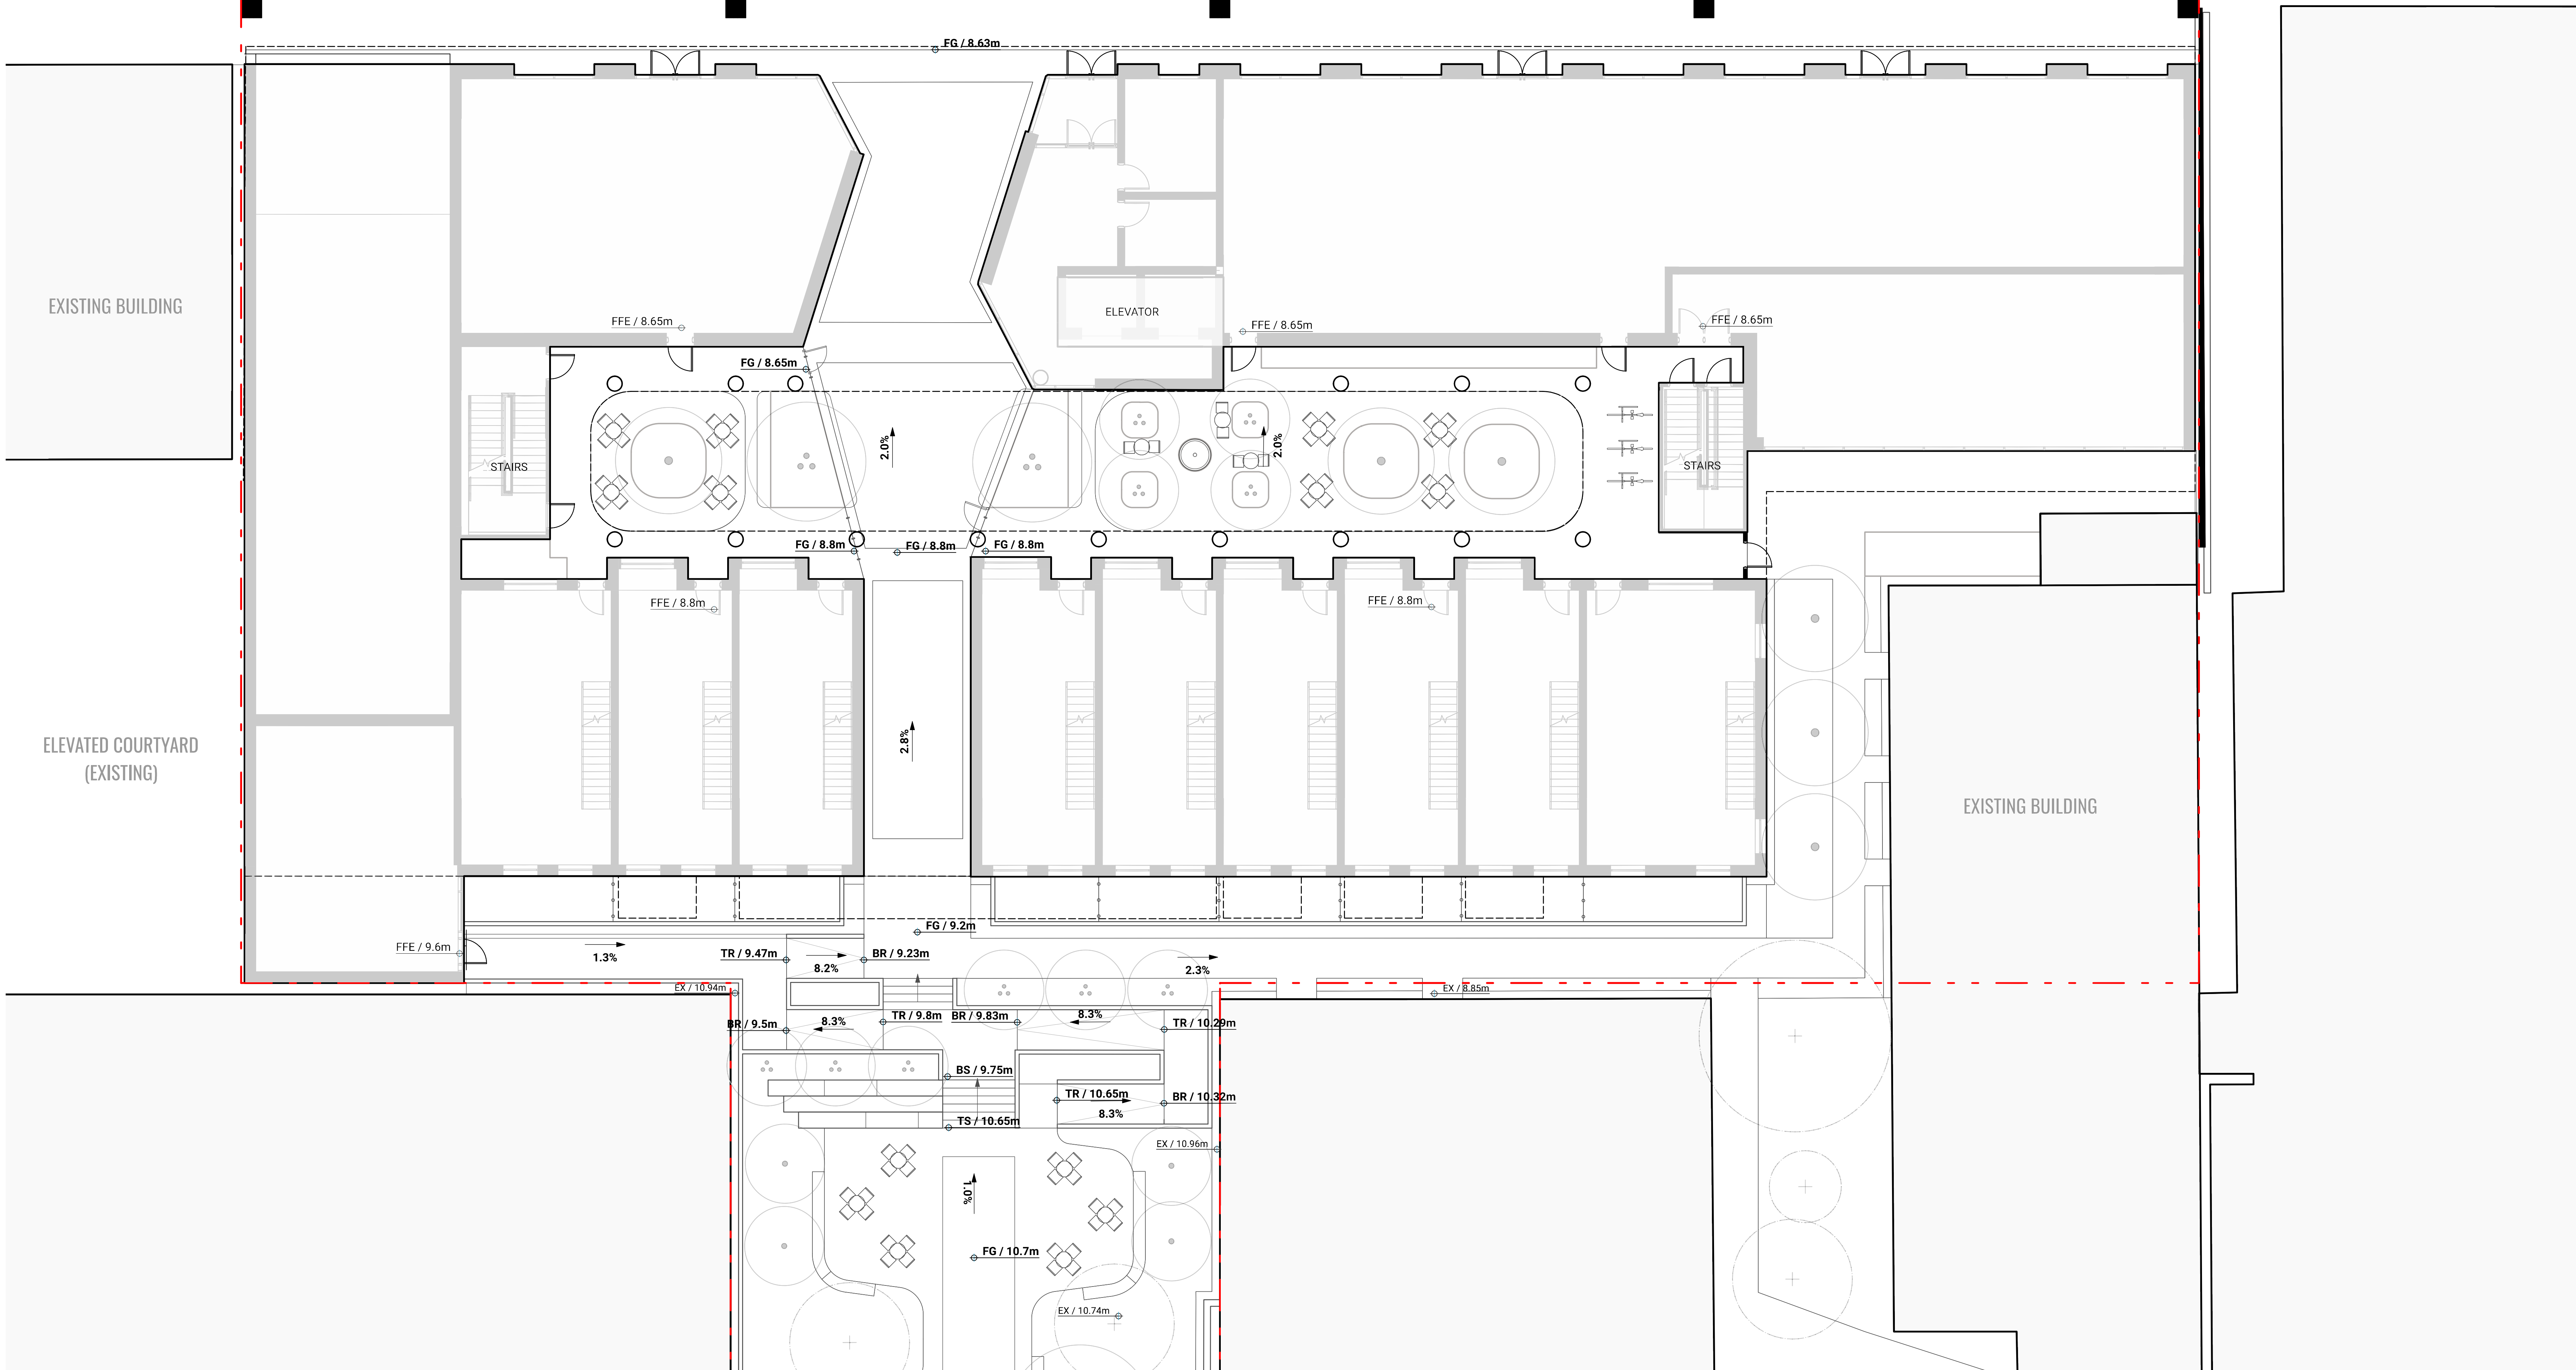 FG / 8.63m
EXISTING BUILDING
ELEVATOR
FFE / 8.65m
FFE / 8.65m
FFE / 8.65m
FG / 8.65m
2.0%
2.0%
STAIRS
STAIRS
FG / 8.8m
FG / 8.8m
FG / 8.8m
FFE / 8.8m
FFE / 8.8m
2.8%
ELEVATED COURTYARD
(EXISTING)
EXISTING BUILDING
FG / 9.2m
FFE / 9.6m
1.3%
TR / 9.47m
8.2%
BR / 9.23m
2.3%
EX / 10.94m
EX / 8.85m
BR / 9.5m
8.3%
TR / 9.8m
BR / 9.83m
8.3%
TR / 10.29m
BS / 9.75m
TR / 10.65m
8.3%
BR / 10.32m
TS / 10.65m
EX / 10.96m
1.0%
FG / 10.7m
EX / 10.74m